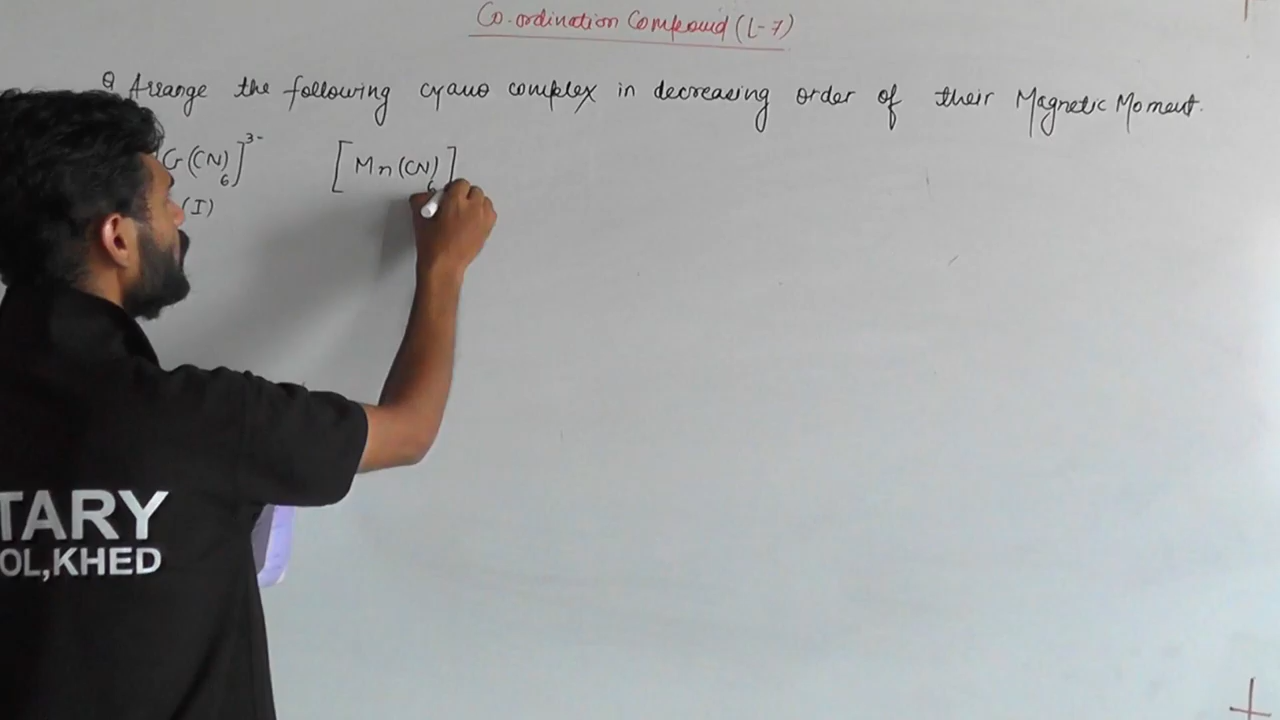 Co-ordination Compound (L-7)
Q Arrange the following cyano complex in decreasing order of their Magnetic Moment.
Cr(CN)6]3- [Mn(CN)6]
(I)
TARY
OL,KHED